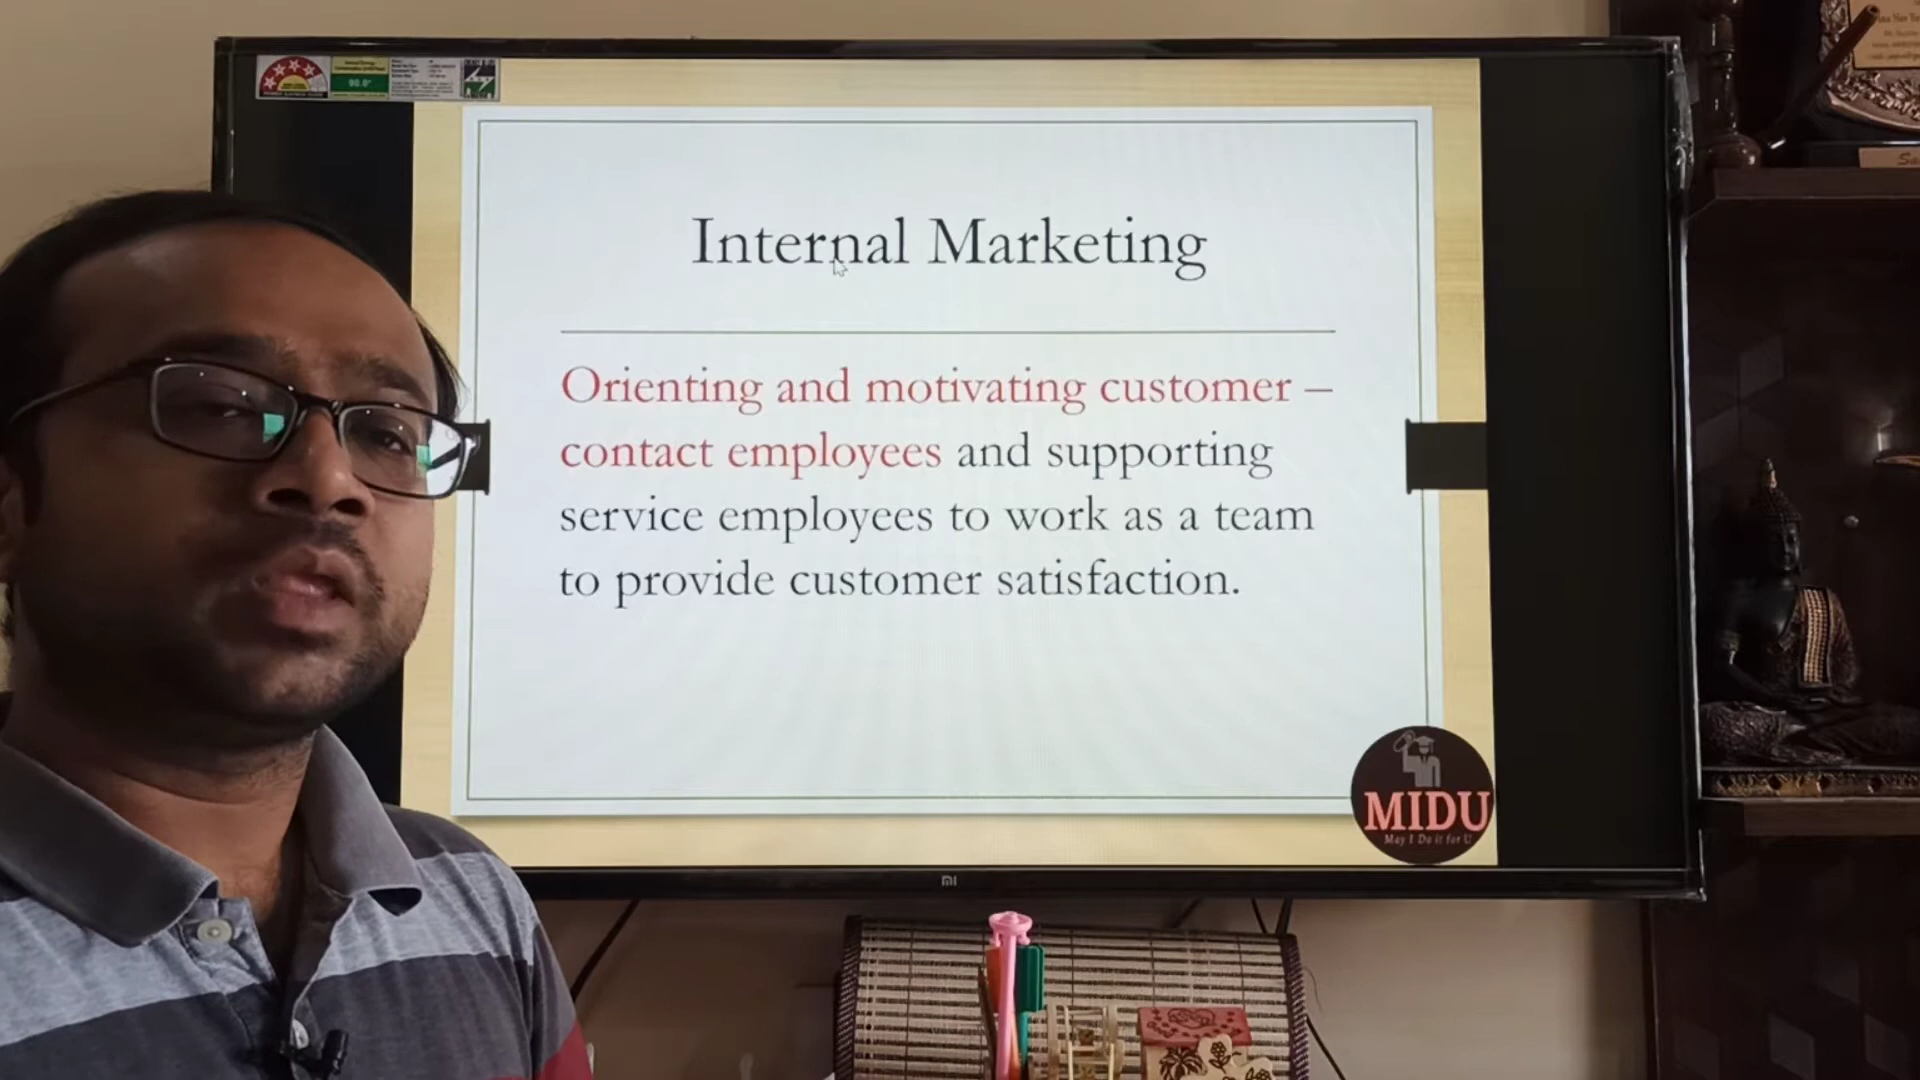 Internal Marketing
Orienting and motivating customer –
contact employees and supporting
service employees to work as a team
to provide customer satisfaction.
MIDU
May I Do it for U
mi